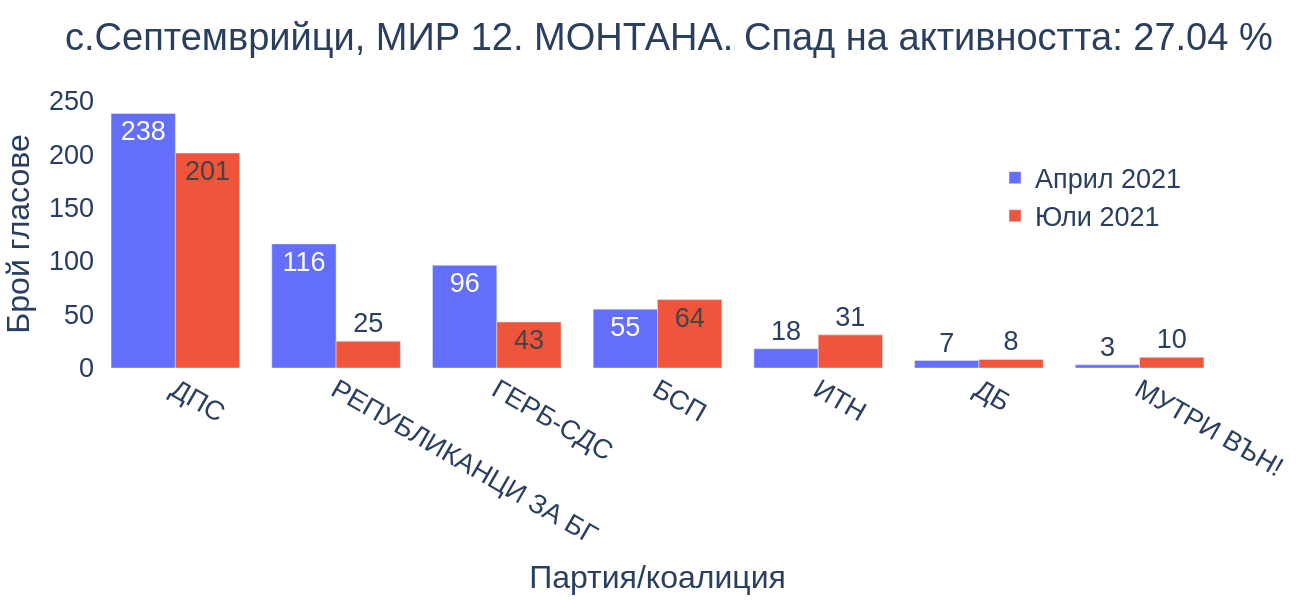 с.Септемврийци, МИР 12. МОНТАНА. Спад на активността: 27.04 %
Брой гласове
250
200
150
100
50
0
238
201
116
25
96
43
55
64
18
31
7
8
3
10
Април 2021
Юли 2021
ДПС
РЕПУБЛИКАНЦИ ЗА БГ
ГЕРБ-СДС
БСП
ИТН
ДБ
МУТРИ ВЪН!
Партия/коалиция